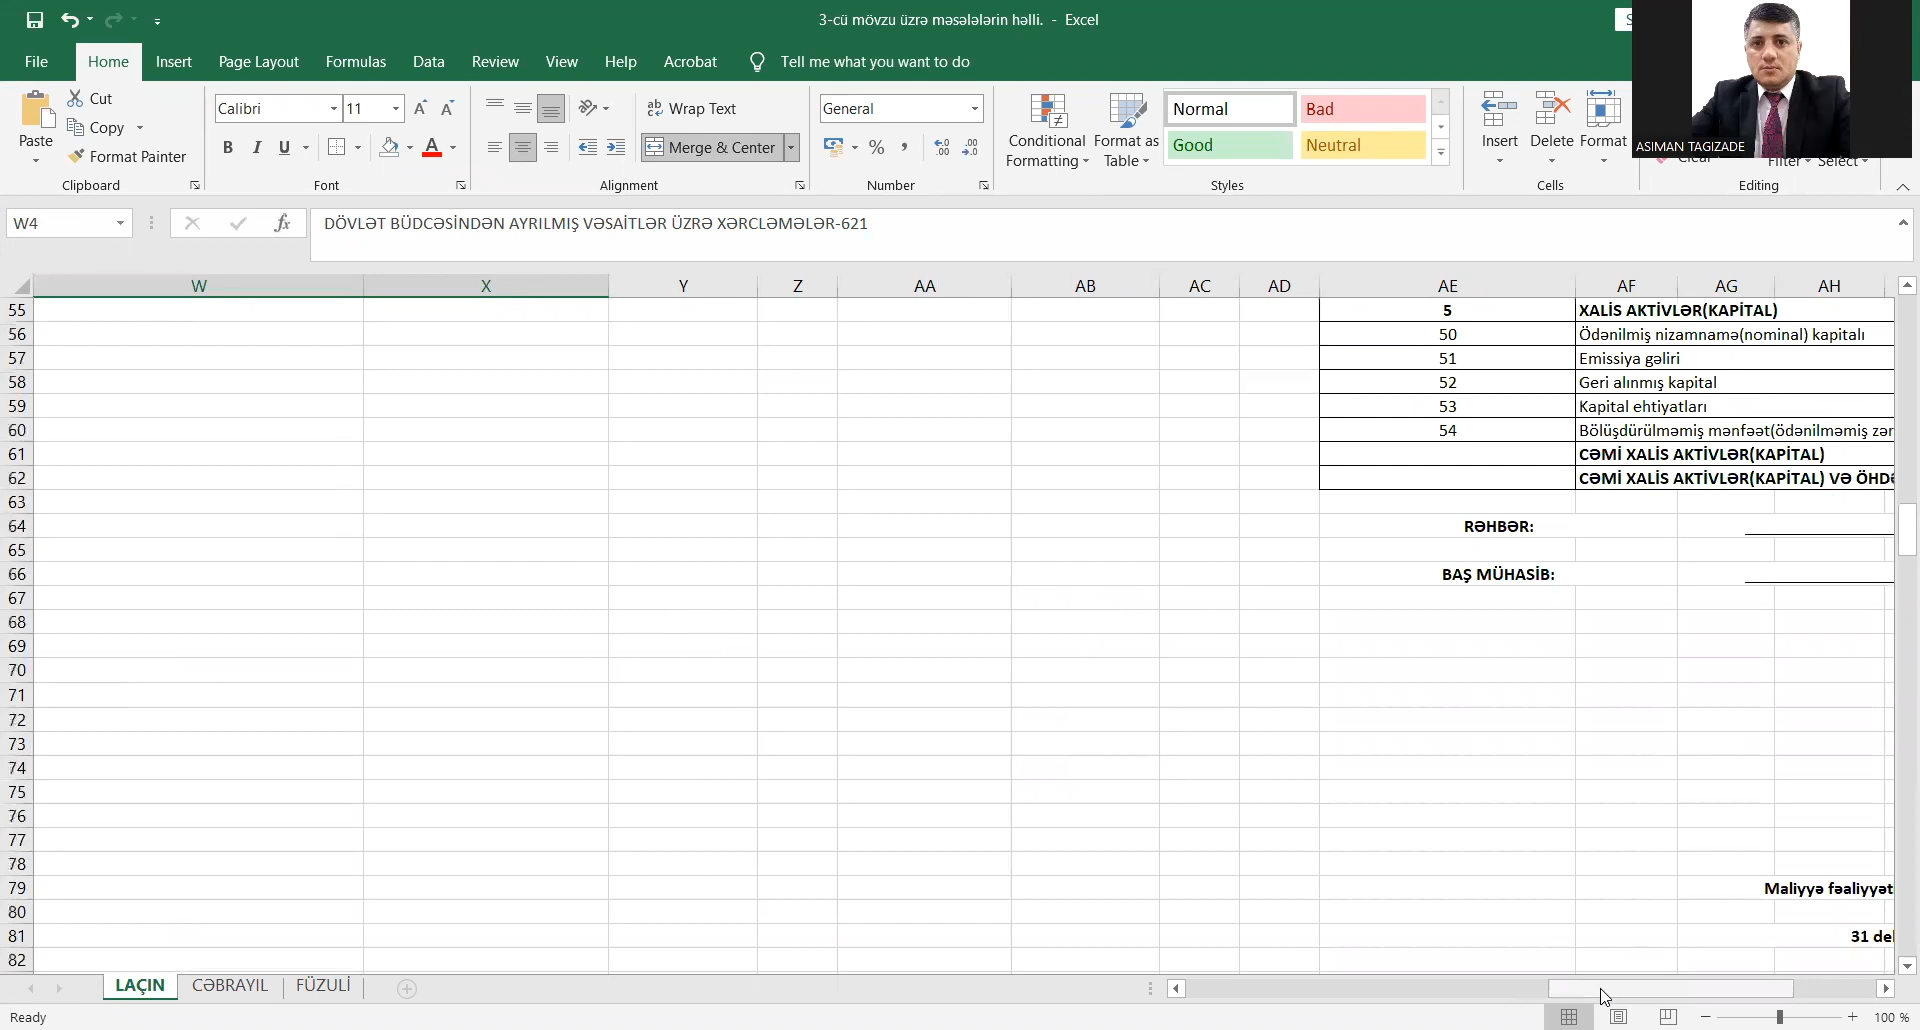 3-cü mövzu üzrə məsələlərin həlli. - Excel
File Home Insert Page Layout Formulas Data Review View Help Acrobat Tell me what you want to do
Paste Cut Copy Format Painter
Clipboard
Calibri 11
B I U A
Font
Wrap Text
Merge & Center
Alignment
General
%
Number
Conditional Formatting
Format as Table
Normal Bad
Good Neutral
Styles
Insert Delete Format
Cells
Clear Filter Select
Editing
ASIMAN TAGIZADE
W4 fx DÖVLƏT BÜDCƏSİNDƏN AYRILMIŞ VƏSAİTLƏR ÜZRƏ XƏRCLƏMƏLƏR-621
W X Y Z AA AB AC AD AE AF AG AH
55 5 XALİS AKTİVLƏR(KAPİTAL)
56 50 Ödənilmiş nizamnamə(nominal) kapitalı
57 51 Emissiya gəliri
58 52 Geri alınmış kapital
59 53 Kapital ehtiyatları
60 54 Bölüşdürülməmiş mənfəət(ödənilməmiş zər
61 CƏMİ XALİS AKTİVLƏR(KAPİTAL)
62 CƏMİ XALİS AKTİVLƏR(KAPİTAL) VƏ ÖHDƏ
63
64 RƏHBƏR:
65
66 BAŞ MÜHASİB:
67
68
69
70
71
72
73
74
75
76
77
78
79 Maliyyə fəaliyyət
80
81 31 de
82
LAÇIN CƏBRAYIL FÜZULİ
Ready 100 %